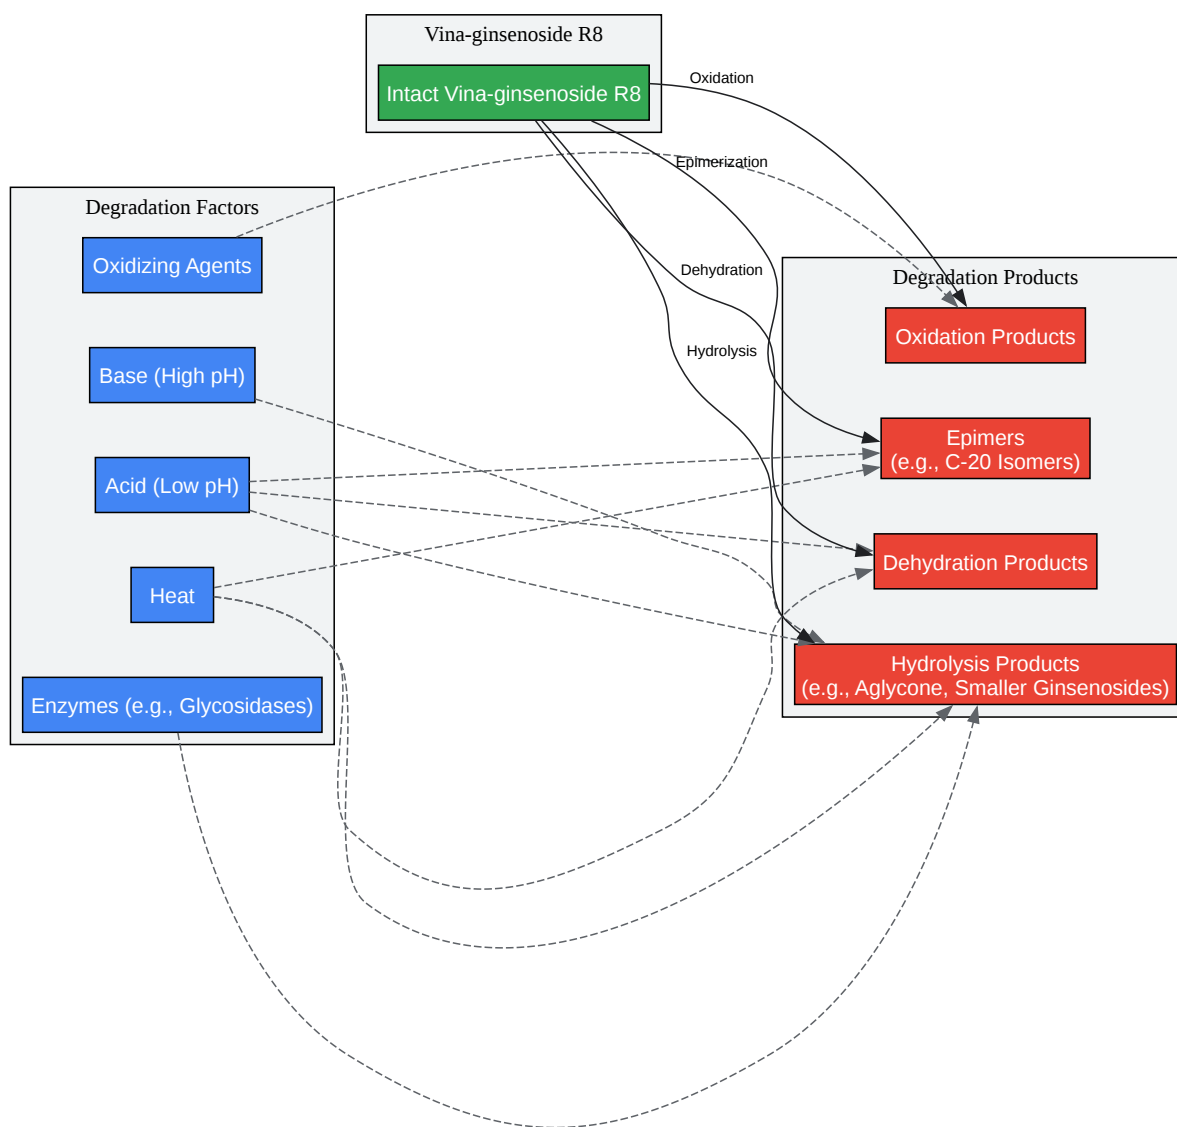 Vina-ginsenoside R8
Intact Vina-ginsenoside R8
Oxidation
Epimerization
Dehydration
Hydrolysis
Degradation Factors
Oxidizing Agents
Base (High pH)
Acid (Low pH)
Heat
Enzymes (e.g., Glycosidases)
Degradation Products
Oxidation Products
Epimers
(e.g., C-20 Isomers)
Dehydration Products
Hydrolysis Products
(e.g., Aglycone, Smaller Ginsenosides)